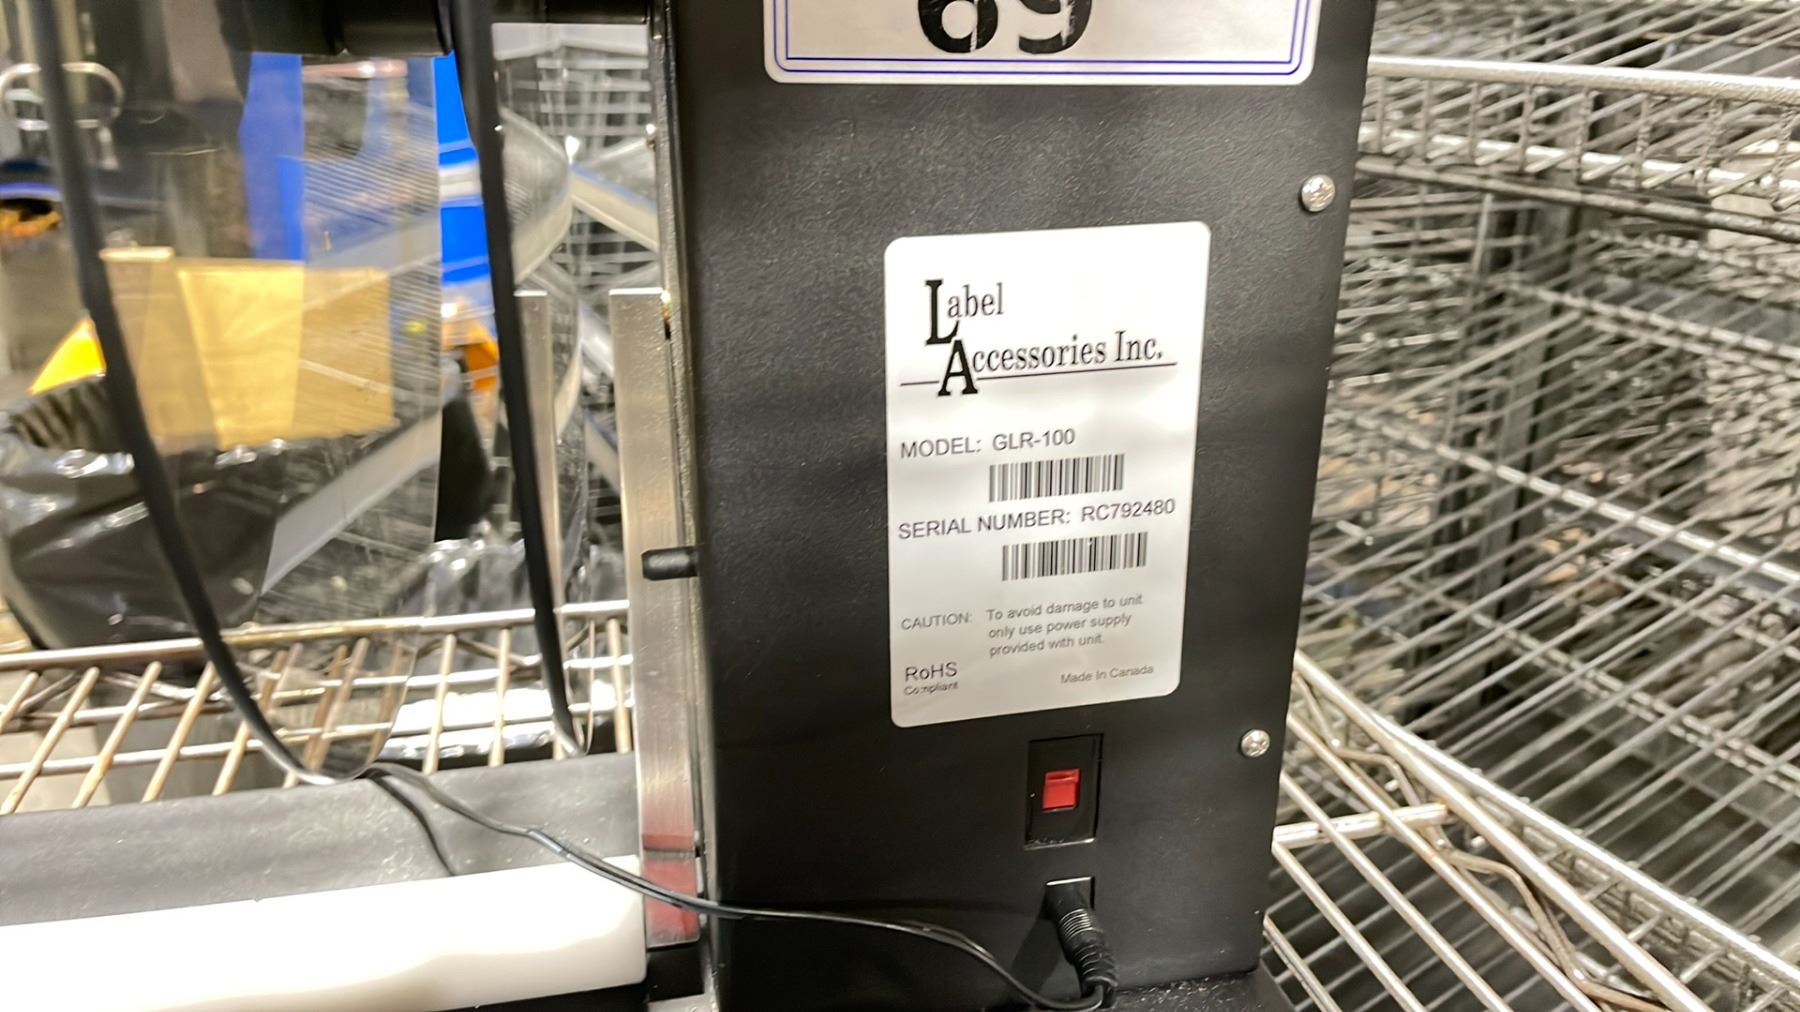 69
Label
Accessories Inc.
MODEL: GLR-100
SERIAL NUMBER: RC792480
CAUTION: To avoid damage to unit
only use power supply
provided with unit.
RoHS
Compliant
Made In Canada